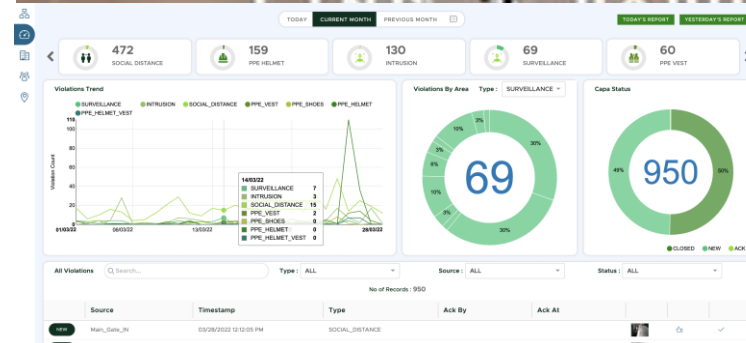 TODAY CURRENT MONTH PREVIOUS MONTH
TODAY'S REPORT YESTERDAY'S REPORT
472 SOCIAL DISTANCE
159 PPE HELMET
130 INTRUSION
69 SURVEILLANCE
60 PPE VEST
Violations Trend
SURVEILLANCE INTRUSION SOCIAL_DISTANCE PPE_VEST PPE_SHOES PPE_HELMET
PPE_HELMET_VEST
Violation Count
118
100
80
60
40
20
0
01/03/22 06/03/22 13/03/22 28/03/22
14/03/22
SURVEILLANCE 7
INTRUSION 3
SOCIAL_DISTANCE 15
PPE_VEST 2
PPE_SHOES 0
PPE_HELMET 0
PPE_HELMET_VEST 0
Violations By Area Type : SURVEILLANCE
3%
10%
30%
3%
6%
10%
3%
30%
69
Capa Status
49%
950
50%
CLOSED NEW ACK
All Violations Search... Type : ALL Source : ALL Status : ALL
No of Records : 950
Source Timestamp Type Ack By Ack At
NEW Main_Gate_IN 03/28/2022 12:12:05 PM SOCIAL_DISTANCE